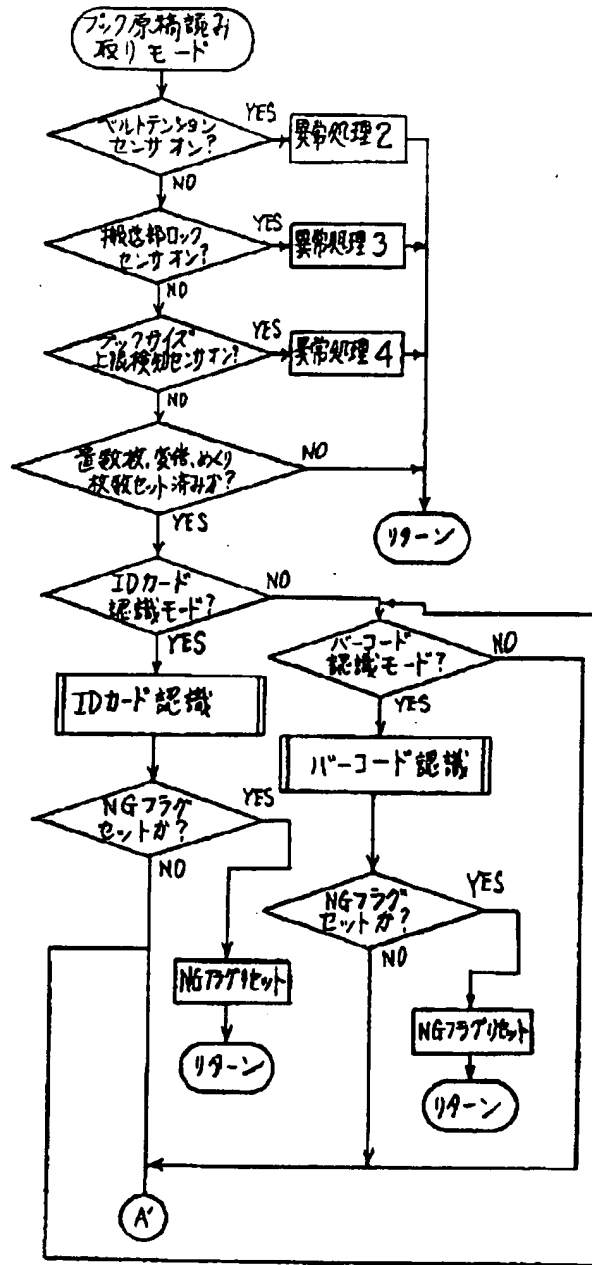 ブック原稿読み
取りモード
ベルトテンション
センサオン?
YES
異常処理2
NO
搬送部ロック
センサオン?
YES
異常処理3
NO
ブックサイズ
上限検知センサオン?
YES
異常処理4
NO
置数枚、変倍、めくり
枚数セット済みか?
NO
YES
リターン
IDカード
認識モード?
NO
YES
バーコード
認識モード?
NO
YES
IDカード認識
バーコード認識
NGフラグ
セットか?
YES
NO
NGフラグ
セットか?
YES
NO
NGフラグリセット
リターン
NGフラグリセット
リターン
A'